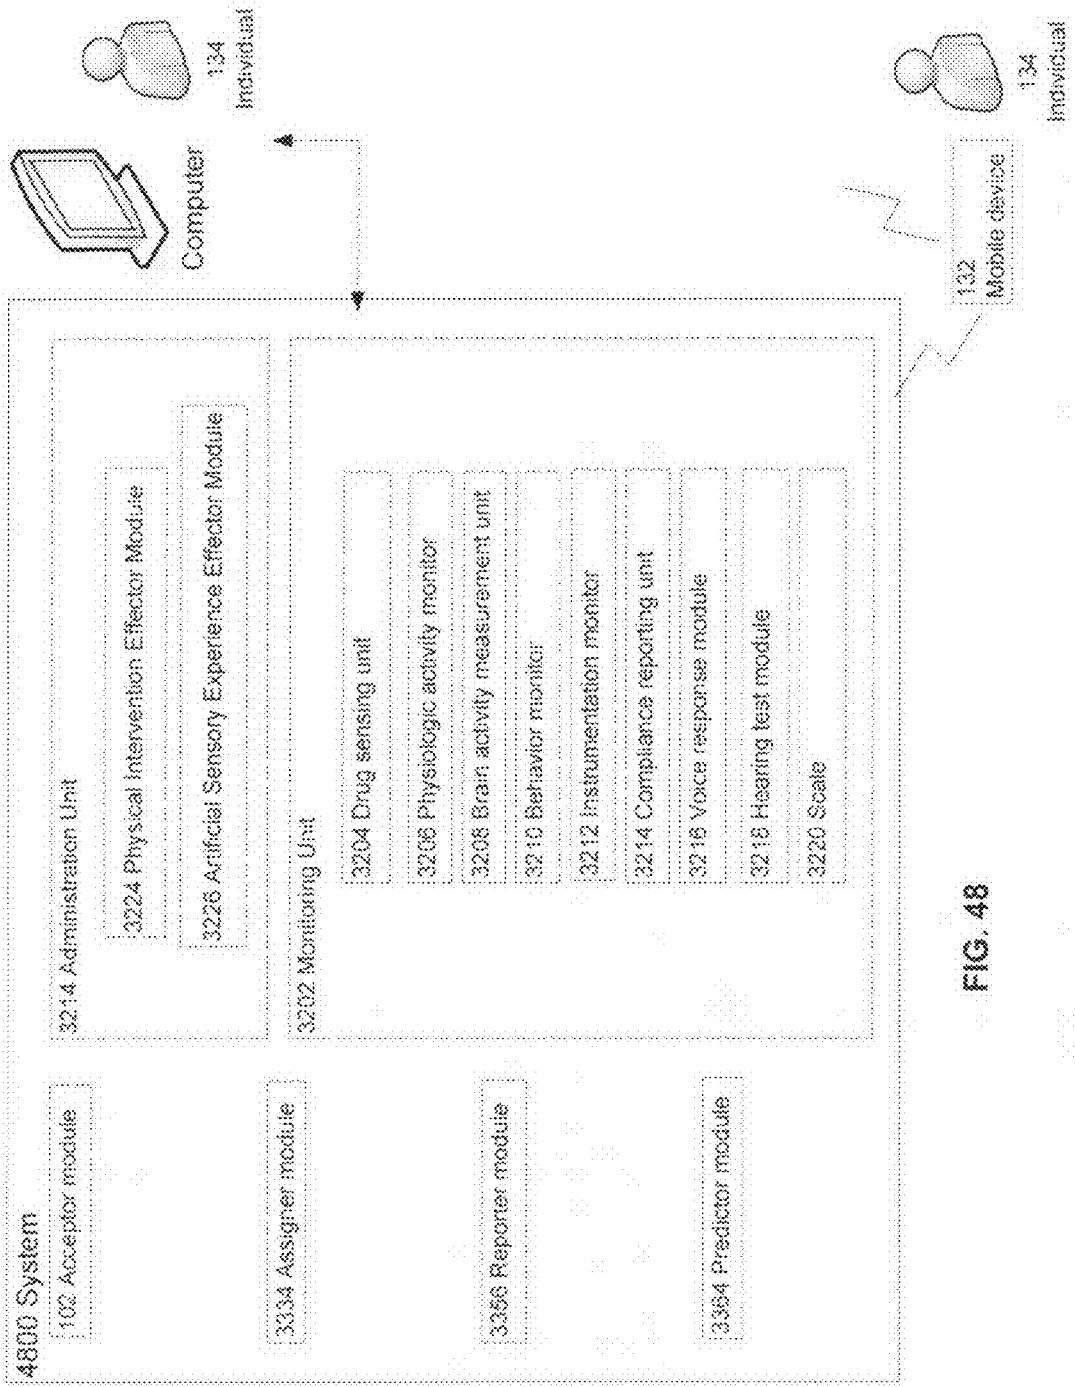 4800 System
102 Acceptor module
3334 Assigner module
3356 Reporter module
3364 Predictor module
3214 Administration Unit
3224 Physical Intervention Effector Module
3226 Artificial Sensory Experience Effector Module
3202 Monitoring Unit
3204 Drug sensing unit
3206 Physiologic activity monitor
3208 Brain activity measurement unit
3210 Behavior monitor
3212 Instrumentation monitor
3214 Compliance reporting unit
3216 Voice response module
3218 Hearing test module
3220 Scale
Computer
134
Individual
132
Mobile device
134
Individual
FIG. 48